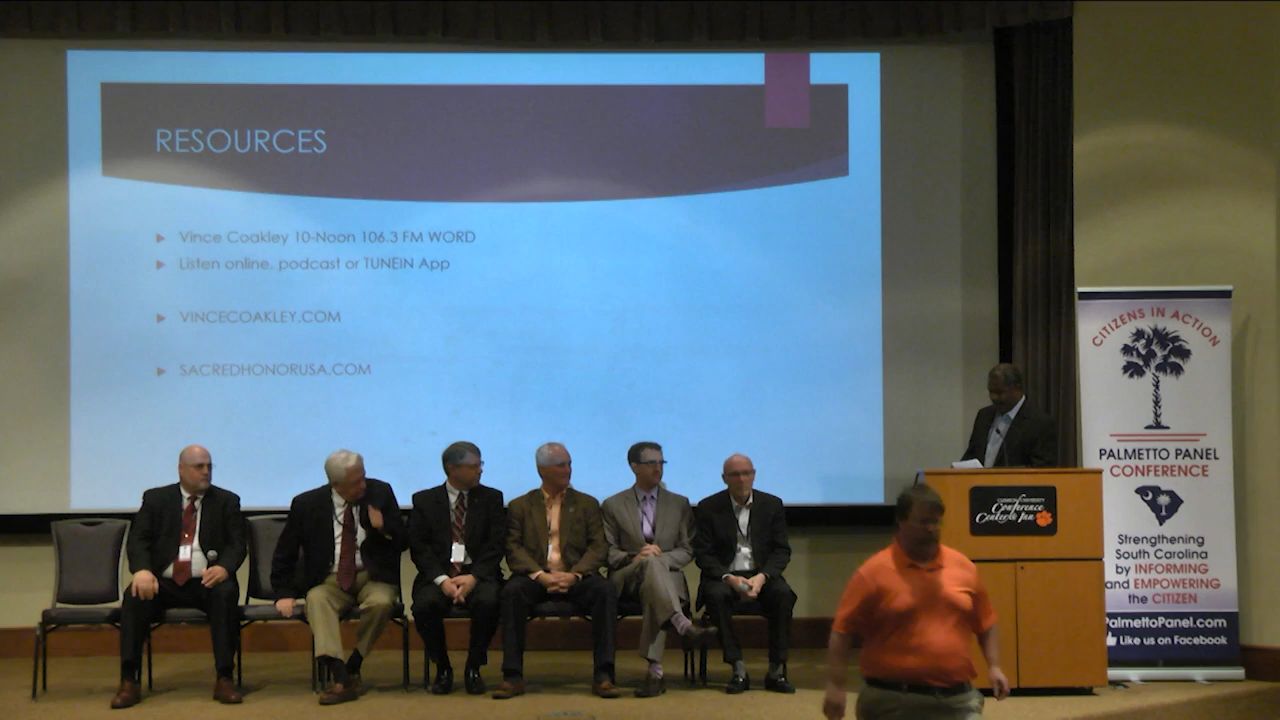 RESOURCES
Vince Coakley 10-Noon 106.3 FM WORD
Listen online, podcast or TUNEIN App
VINCECOAKLEY.COM
SACREDHONORUSA.COM
CLEMSON UNIVERSITY
Conference
Center & Inn
CITIZENS IN ACTION
PALMETTO PANEL
CONFERENCE
Strengthening
South Carolina
by INFORMING
and EMPOWERING
the CITIZEN
PalmettoPanel.com
Like us on Facebook